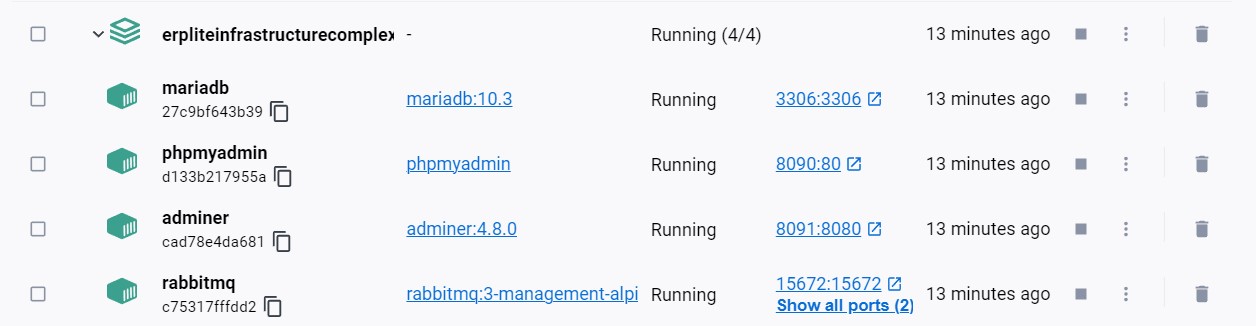 erpliteinfrastructurecomplex - Running (4/4) 13 minutes ago
mariadb
27c9bf643b39 mariadb:10.3 Running 3306:3306 13 minutes ago
phpmyadmin
d133b217955a phpmyadmin Running 8090:80 13 minutes ago
adminer
cad78e4da681 adminer:4.8.0 Running 8091:8080 13 minutes ago
rabbitmq
c75317fffdd2 rabbitmq:3-management-alpi Running 15672:15672 13 minutes ago
Show all ports (2)